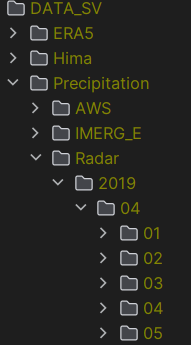 DATA_SV
ERA5
Hima
Precipitation
AWS
IMERG_E
Radar
2019
04
01
02
03
04
05